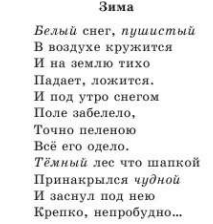 Зима
Белый снег, пушистый
В воздухе кружится
И на землю тихо
Падает, ложится.
И под утро снегом
Поле забелело,
Точно пеленою
Всё его одело.
Тёмный лес что шапкой
Принакрылся чудной
И заснул под нею
Крепко, непробудно...